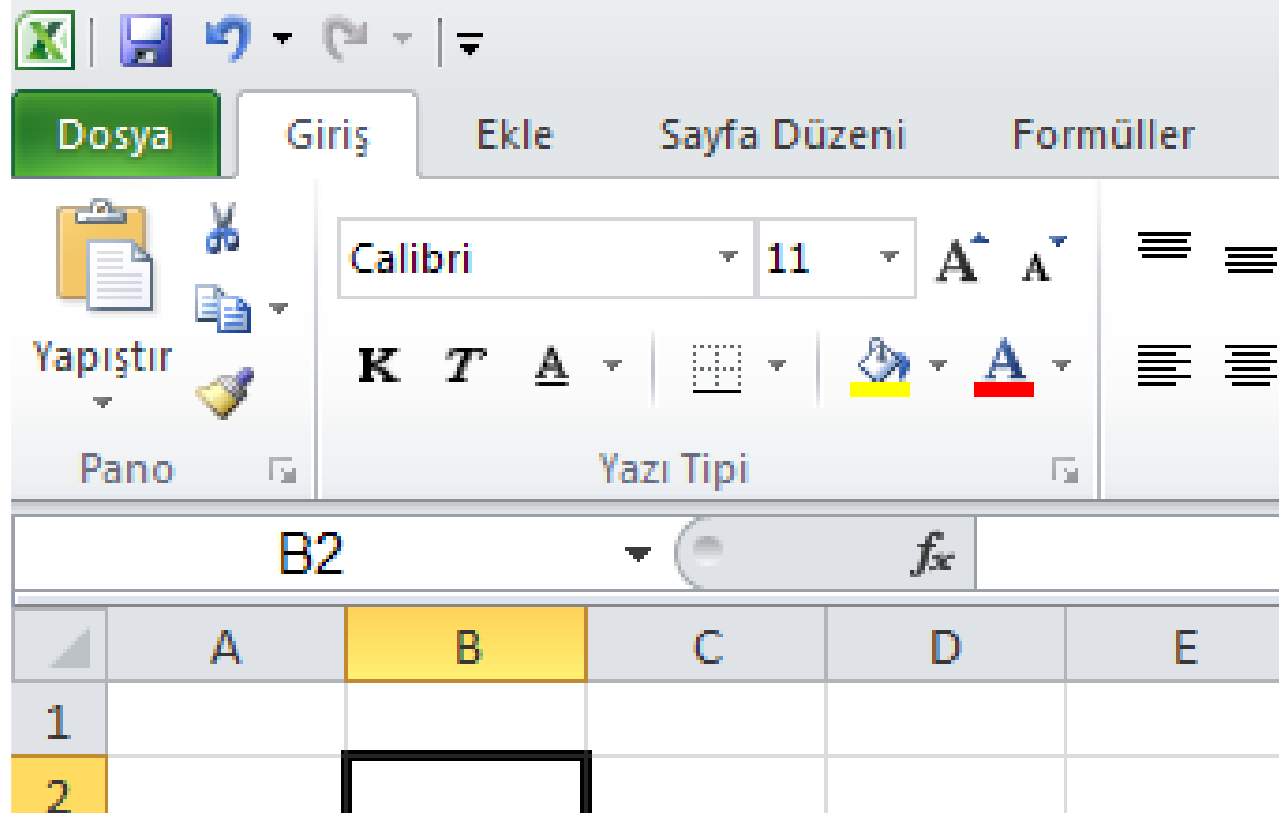 Dosya Giriş Ekle Sayfa Düzeni Formüller
Calibri 11 A A
Yapıştır
K T A A
Pano Yazı Tipi
B2 fx
A B C D E
1
2